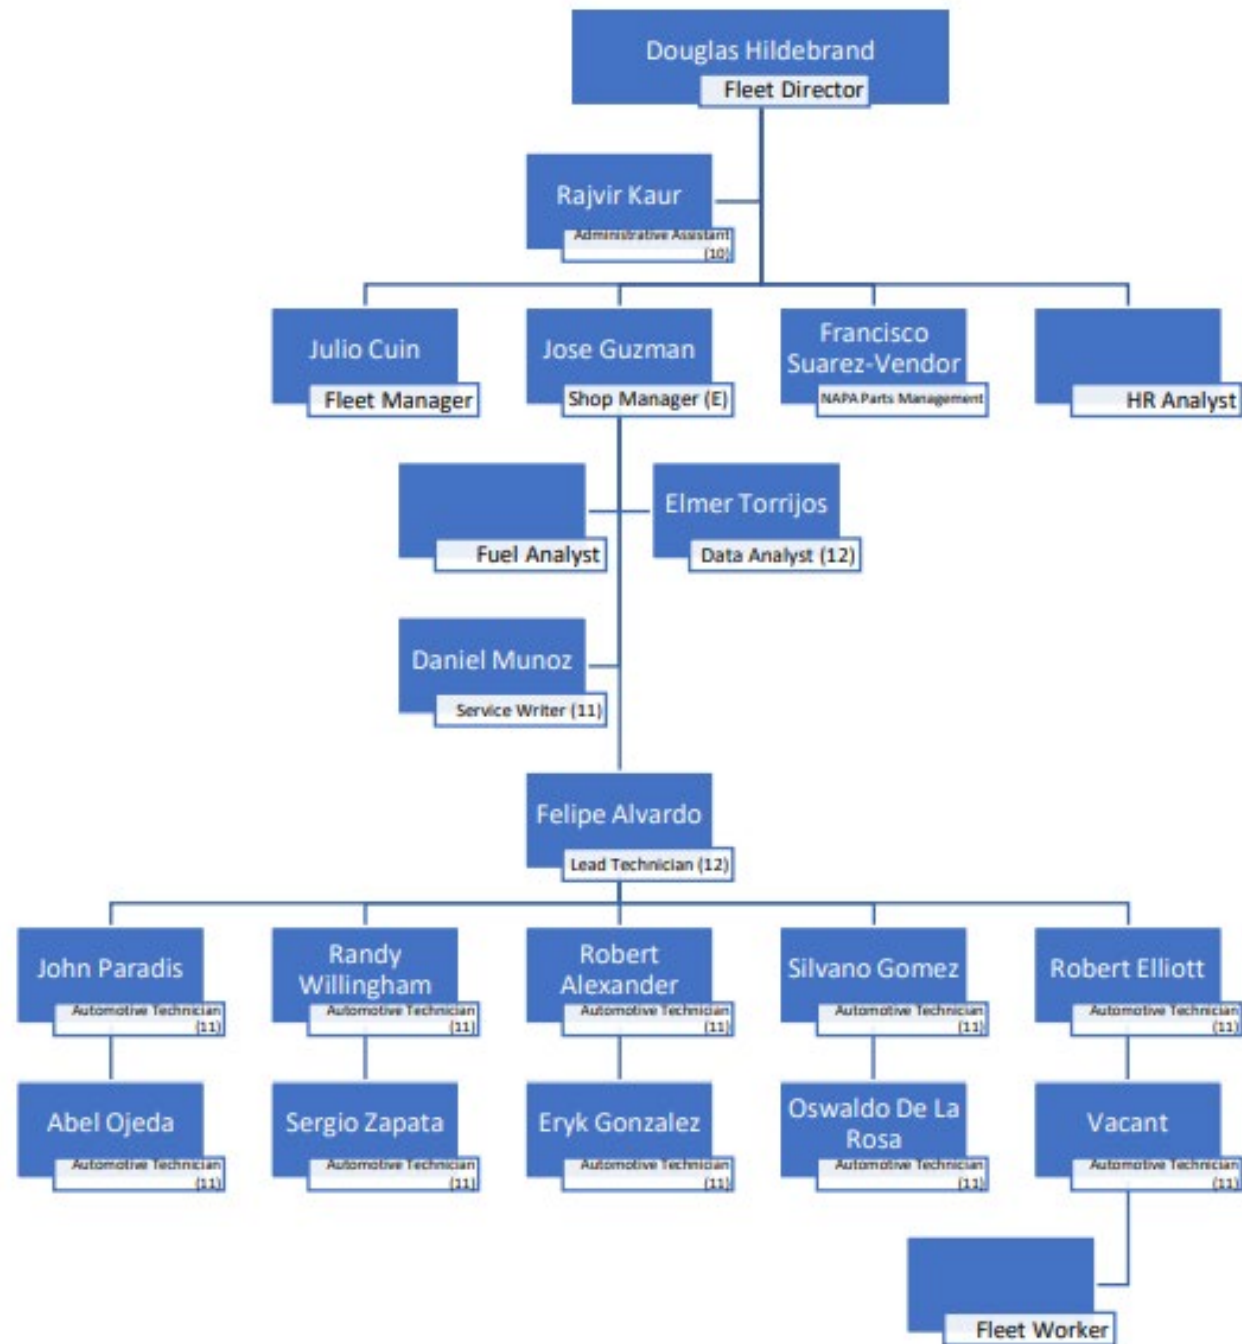 Douglas Hildebrand
Fleet Director
Rajvir Kaur
Administrative Assistant
(10)
Julio Cuin
Fleet Manager
Jose Guzman
Shop Manager (E)
Francisco
Suarez-Vendor
NAPA Parts Management
HR Analyst
Fuel Analyst
Elmer Torrijos
Data Analyst (12)
Daniel Munoz
Service Writer (11)
Felipe Alvardo
Lead Technician (12)
John Paradis
Automotive Technician
(11)
Randy
Willingham
Automotive Technician
(11)
Robert
Alexander
Automotive Technician
(11)
Silvano Gomez
Automotive Technician
(11)
Robert Elliott
Automotive Technician
(11)
Abel Ojeda
Automotive Technician
(11)
Sergio Zapata
Automotive Technician
(11)
Eryk Gonzalez
Automotive Technician
(11)
Oswaldo De La
Rosa
Automotive Technician
(11)
Vacant
Automotive Technician
(11)
Fleet Worker